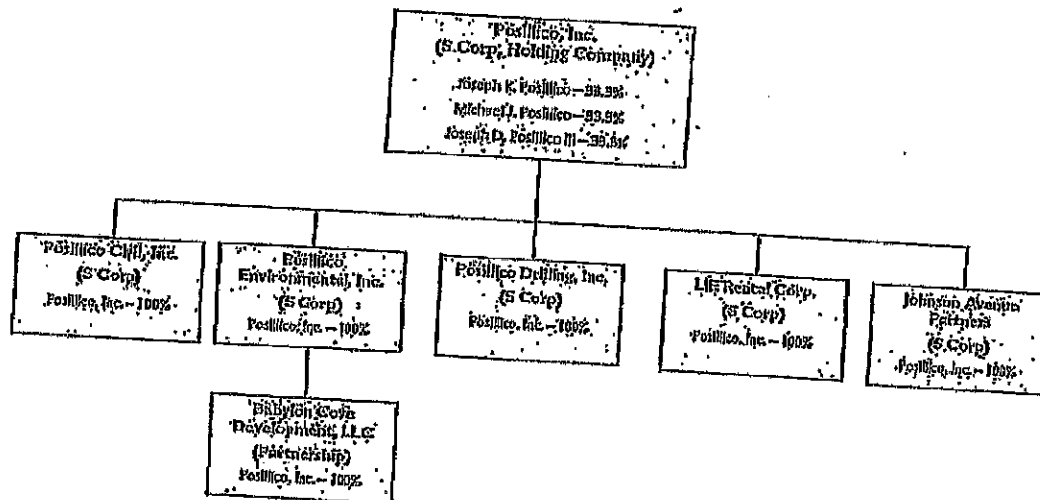 Posillico, Inc.
(S Corp, Holding Company)
Joseph K. Posillico – 33.3%
Michael J. Posillico – 33.3%
Joseph D. Posillico III – 33.3%
Posillico Civil, Inc.
(S Corp)
Posillico, Inc. – 100%
Posillico
Environmental, Inc.
(S Corp)
Posillico, Inc. – 100%
Posillico Drilling, Inc.
(S Corp)
Posillico, Inc. – 100%
Rental Corp.
(S Corp)
Posillico, Inc. – 100%
Johnson Avenue
Partners
(S Corp)
Posillico, Inc. – 100%
Babylon Cove
Development, LLC
(Partnership)
Posillico, Inc. – 100%